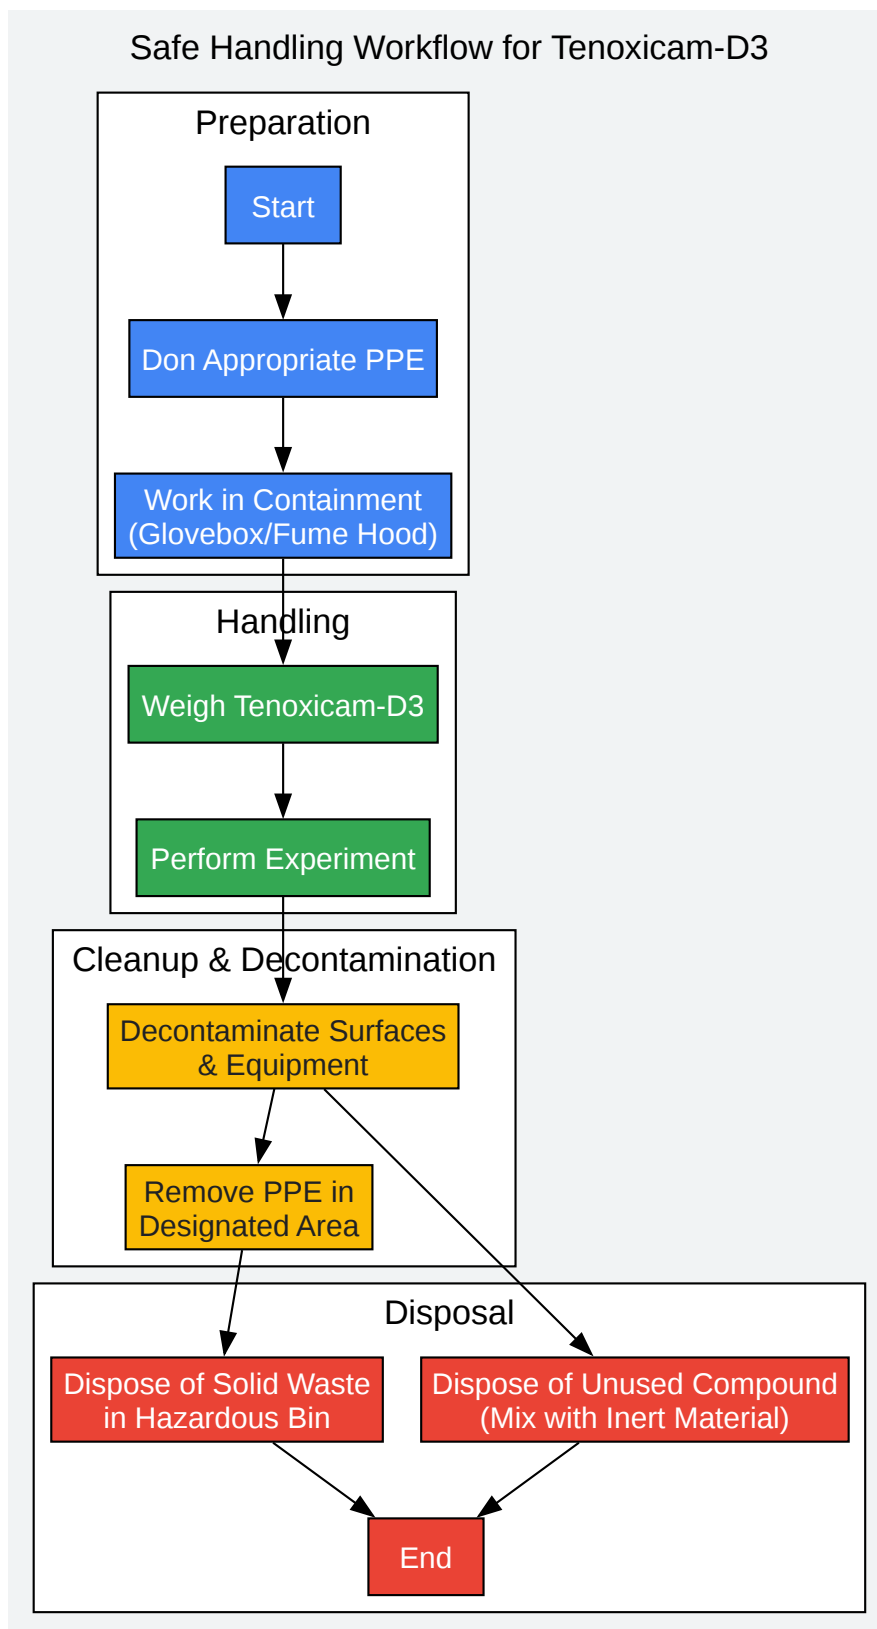 Safe Handling Workflow for Tenoxicam-D3
Preparation
Start
Don Appropriate PPE
Work in Containment
(Glovebox/Fume Hood)
Handling
Weigh Tenoxicam-D3
Perform Experiment
Cleanup & Decontamination
Decontaminate Surfaces
& Equipment
Remove PPE in
Designated Area
Disposal
Dispose of Solid Waste
in Hazardous Bin
Dispose of Unused Compound
(Mix with Inert Material)
End